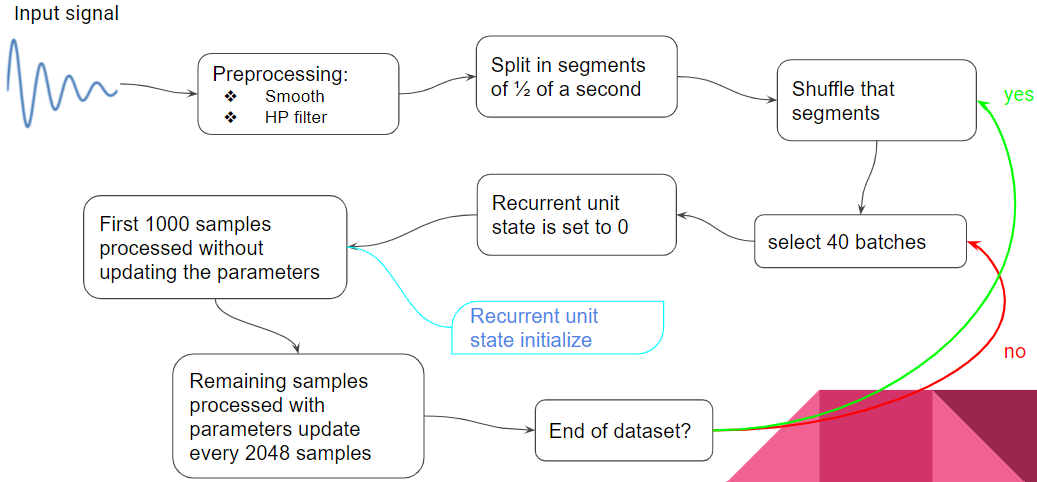 Input signal
Preprocessing:
❖ Smooth
❖ HP filter
Split in segments
of ½ of a second
Shuffle that
segments
yes
select 40 batches
Recurrent unit
state is set to 0
First 1000 samples
processed without
updating the parameters
Recurrent unit
state initialize
Remaining samples
processed with
parameters update
every 2048 samples
End of dataset?
no